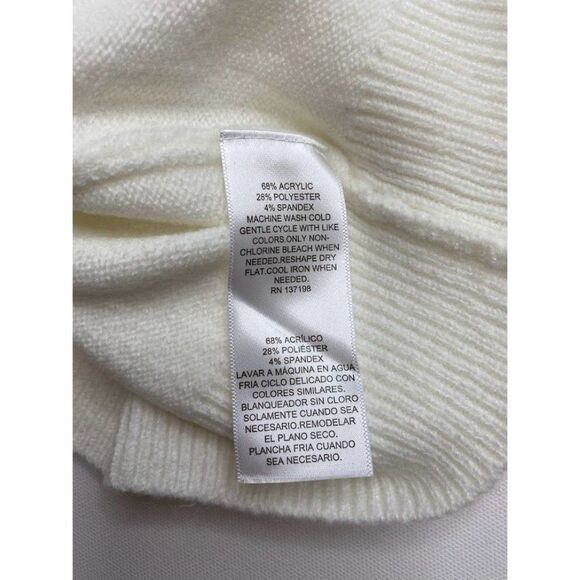 68% ACRYLIC
28% POLYESTER
4% SPANDEX
MACHINE WASH COLD
GENTLE CYCLE WITH LIKE
COLORS.ONLY NON-
CHLORINE BLEACH WHEN
NEEDED.RESHAPE DRY
FLAT.COOL IRON WHEN
NEEDED.
RN 137198
68% ACRÍLICO
28% POLIÉSTER
4% SPANDEX
LAVAR A MÁQUINA EN AGUA
FRIA CICLO DELICADO CON
COLORES SIMILARES.
BLANQUEADOR SIN CLORO
SOLAMENTE CUANDO SEA
NECESARIO.REMODELAR
EL PLANO SECO.
PLANCHA FRIA CUANDO
SEA NECESARIO.